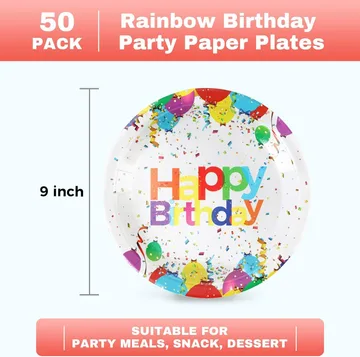 50
PACK
Rainbow Birthday
Party Paper Plates
9 inch
Happy
Birthday
SUITABLE FOR
PARTY MEALS, SNACK, DESSERT